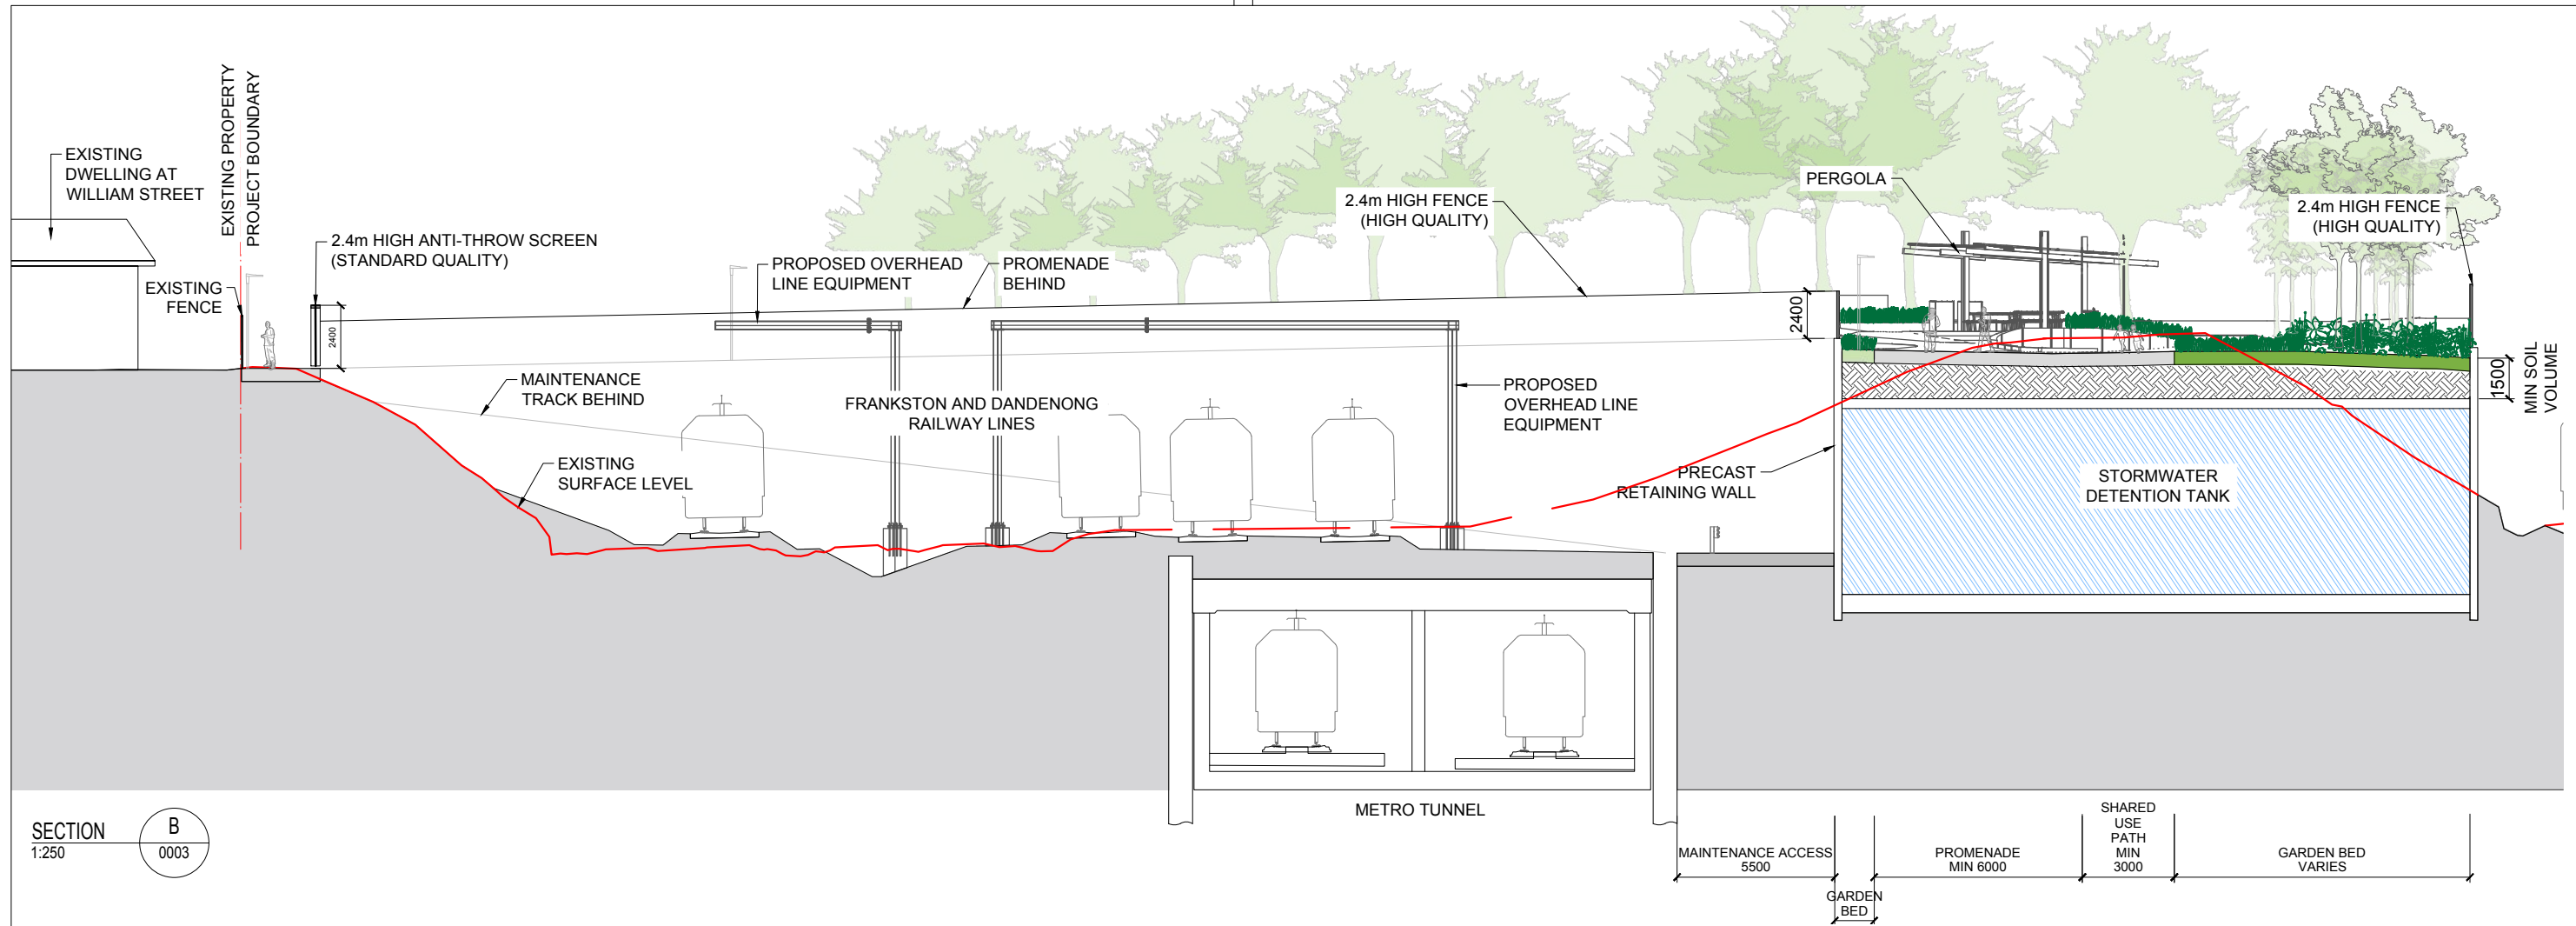 EXISTING PROPERTY
PROJECT BOUNDARY
EXISTING
DWELLING AT
WILLIAM STREET
2.4m HIGH ANTI-THROW SCREEN
(STANDARD QUALITY)
EXISTING
FENCE
2400
PROPOSED OVERHEAD
LINE EQUIPMENT
PROMENADE
BEHIND
2.4m HIGH FENCE
(HIGH QUALITY)
PERGOLA
2.4m HIGH FENCE
(HIGH QUALITY)
2400
MAINTENANCE
TRACK BEHIND
FRANKSTON AND DANDENONG
RAILWAY LINES
PROPOSED
OVERHEAD LINE
EQUIPMENT
1500
MIN SOIL
VOLUME
EXISTING
SURFACE LEVEL
PRECAST
RETAINING WALL
STORMWATER
DETENTION TANK
METRO TUNNEL
SECTION
1:250
B
0003
MAINTENANCE ACCESS
5500
GARDEN
BED
PROMENADE
MIN 6000
SHARED
USE
PATH
MIN
3000
GARDEN BED
VARIES